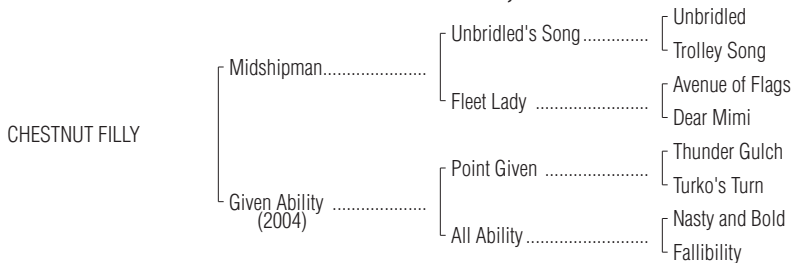 Unbridled
Unbridled's Song..............
Trolley Song
Midshipman......................
Avenue of Flags
Fleet Lady ........................
Dear Mimi
CHESTNUT FILLY
Thunder Gulch
Point Given ......................
Turko's Turn
Given Ability ....................
(2004)
Nasty and Bold
All Ability..........................
Fallibility